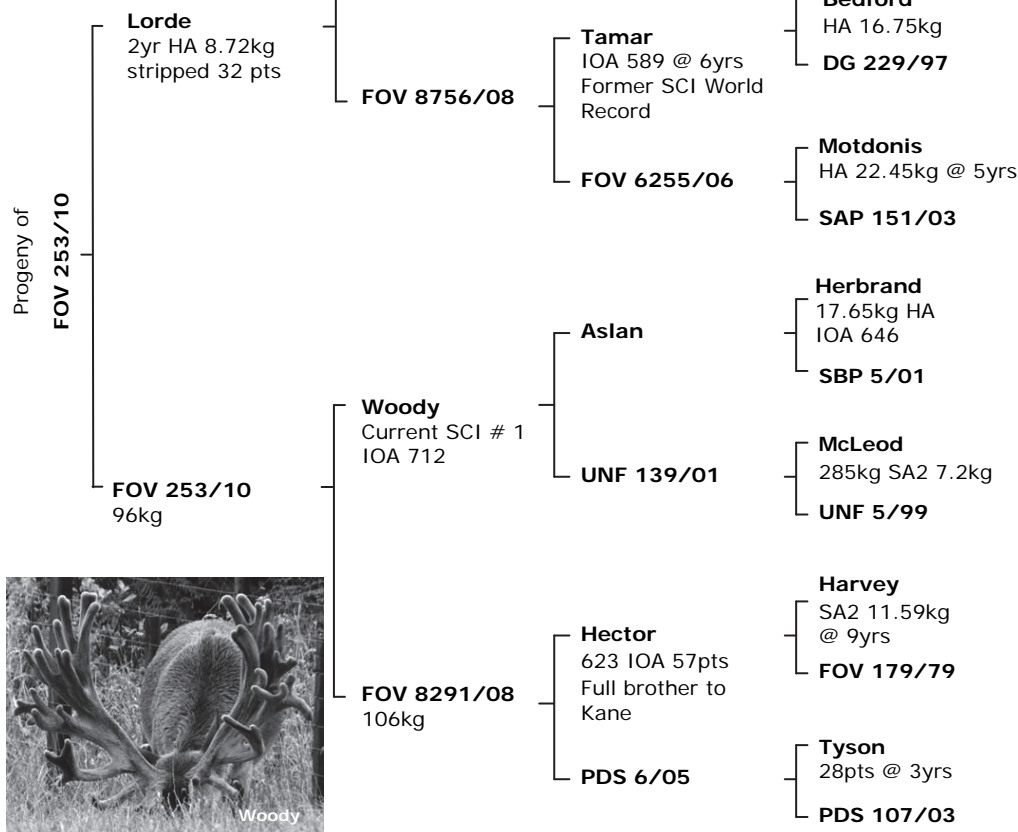 Progeny of
FOV 253/10
Lorde
2yr HA 8.72kg
stripped 32 pts
FOV 253/10
96kg
FOV 8756/08
Woody
Current SCI # 1
IOA 712
FOV 8291/08
106kg
Tamar
IOA 589 @ 6yrs
Former SCI World
Record
FOV 6255/06
Aslan
UNF 139/01
Hector
623 IOA 57pts
Full brother to
Kane
PDS 6/05
Bedford
HA 16.75kg
DG 229/97
Motdonis
HA 22.45kg @ 5yrs
SAP 151/03
Herbrand
17.65kg HA
IOA 646
SBP 5/01
McLeod
285kg SA2 7.2kg
UNF 5/99
Harvey
SA2 11.59kg
@ 9yrs
FOV 179/79
Tyson
28pts @ 3yrs
PDS 107/03
Woody